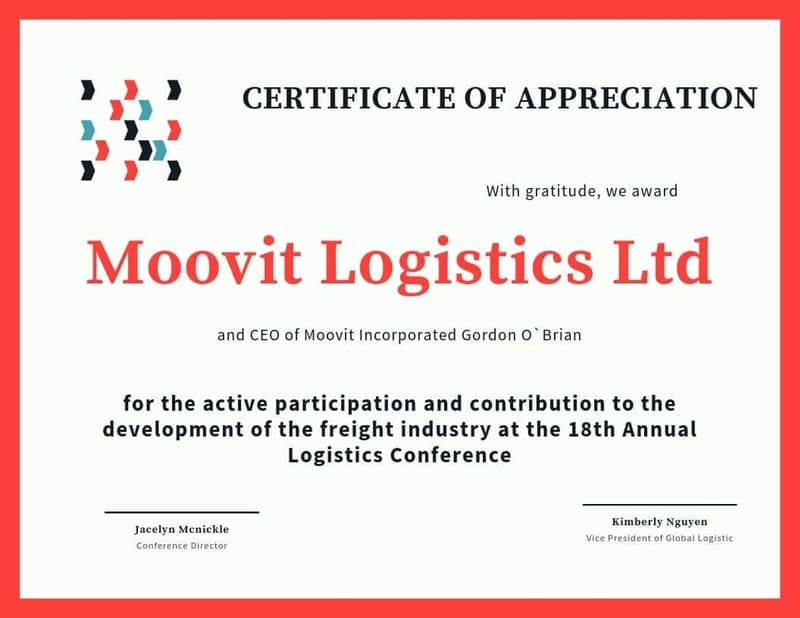 CERTIFICATE OF APPRECIATION
With gratitude, we award
Moovit Logistics Ltd
and CEO of Moovit Incorporated Gordon O`Brian
for the active participation and contribution to the
development of the freight industry at the 18th Annual
Logistics Conference
Jacelyn Mcnickle
Conference Director
Kimberly Nguyen
Vice President of Global Logistic